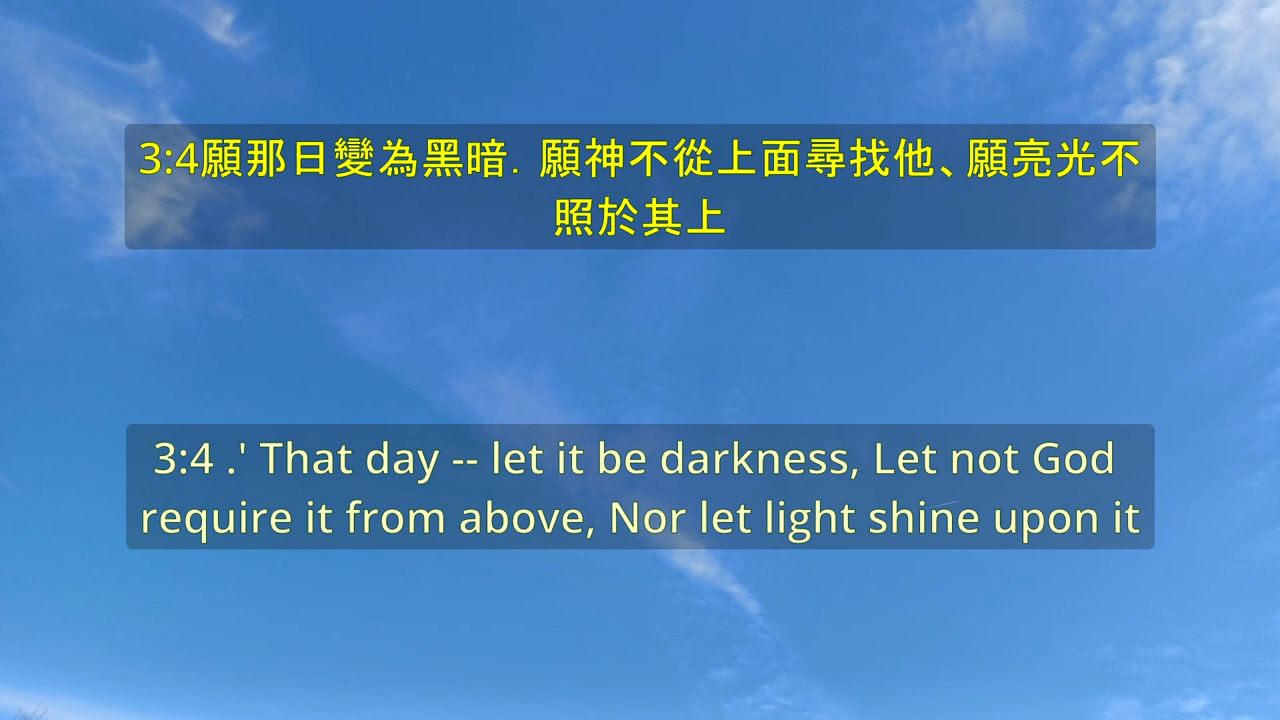 3:4願那日變為黑暗．願神不從上面尋找他、願亮光不
照於其上
3:4 .' That day -- let it be darkness, Let not God
require it from above, Nor let light shine upon it